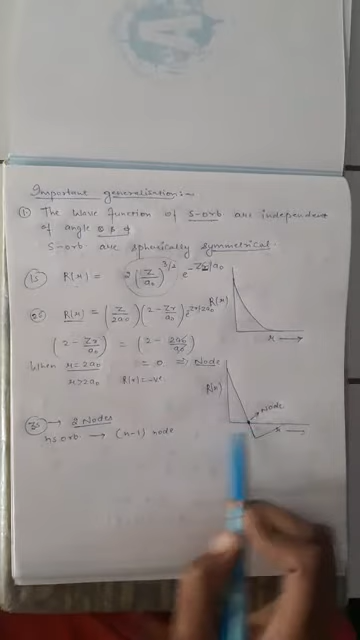 Important generalisation:-
① The wave function of S-orb are independent
of angle θ & ϕ
S-orb are spherically symmetrical.
1s R(r) = 2(Z/a₀)^3/2 e^-Zr/a₀
R(r)
r →
2s R(r) = (Z/2a₀)(2 - Zr/a₀) e^Zr/2a₀
(2 - Zr/a₀) = (2 - 2a₀/a₀)
When r = 2a₀ = 0 = Node
r>2a₀ R(r) = -ve
R(r)
Node
r →
3s → 2 Nodes
ns orb. → (n-1) node